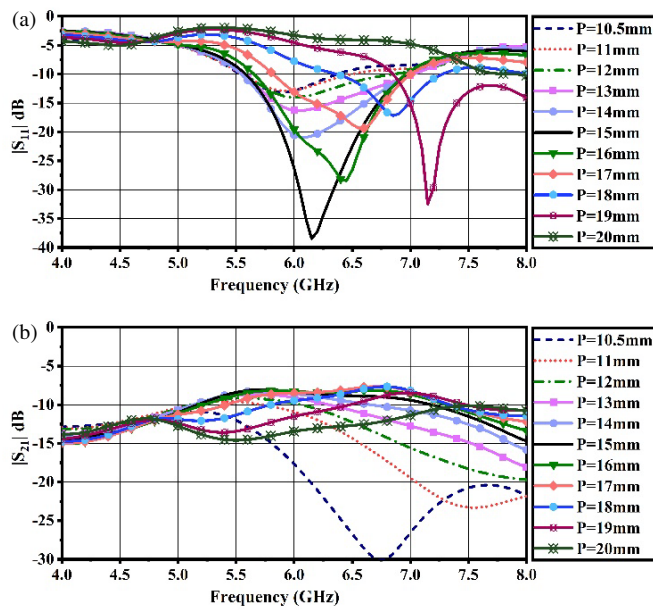 (a)
0
-5
-10
-15
-20
-25
-30
-35
-40
|S11| dB
4.0 4.5 5.0 5.5 6.0 6.5 7.0 7.5 8.0
Frequency (GHz)
P=10.5mm
P=11mm
P=12mm
P=13mm
P=14mm
P=15mm
P=16mm
P=17mm
P=18mm
P=19mm
P=20mm
(b)
0
-5
-10
-15
-20
-25
-30
|S21| dB
4.0 4.5 5.0 5.5 6.0 6.5 7.0 7.5 8.0
Frequency (GHz)
P=10.5mm
P=11mm
P=12mm
P=13mm
P=14mm
P=15mm
P=16mm
P=17mm
P=18mm
P=19mm
P=20mm